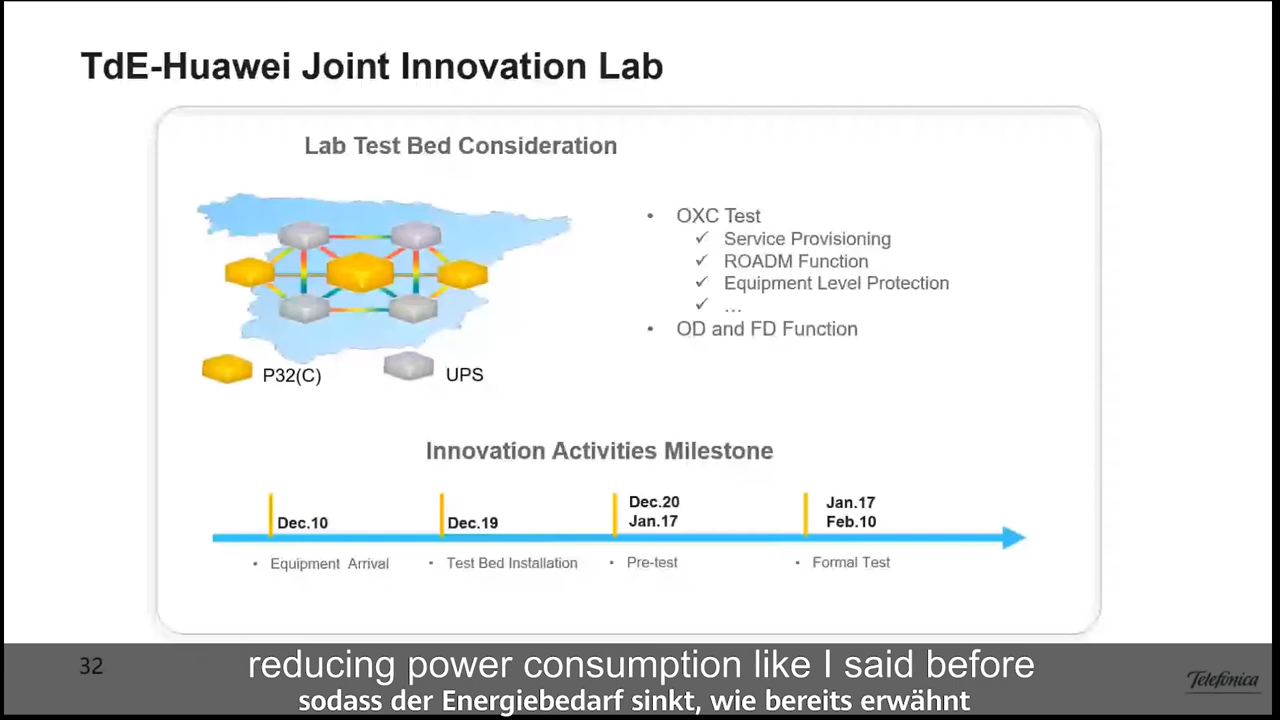 TdE-Huawei Joint Innovation Lab
Lab Test Bed Consideration
• OXC Test
✓ Service Provisioning
✓ ROADM Function
✓ Equipment Level Protection
✓ ...
• OD and FD Function
P32(C)
UPS
Innovation Activities Milestone
Dec.10
Dec.19
Dec.20
Jan.17
Jan.17
Feb.10
• Equipment Arrival
• Test Bed Installation
• Pre-test
• Formal Test
32
reducing power consumption like I said before
sodass der Energiebedarf sinkt, wie bereits erwähnt
Telefónica